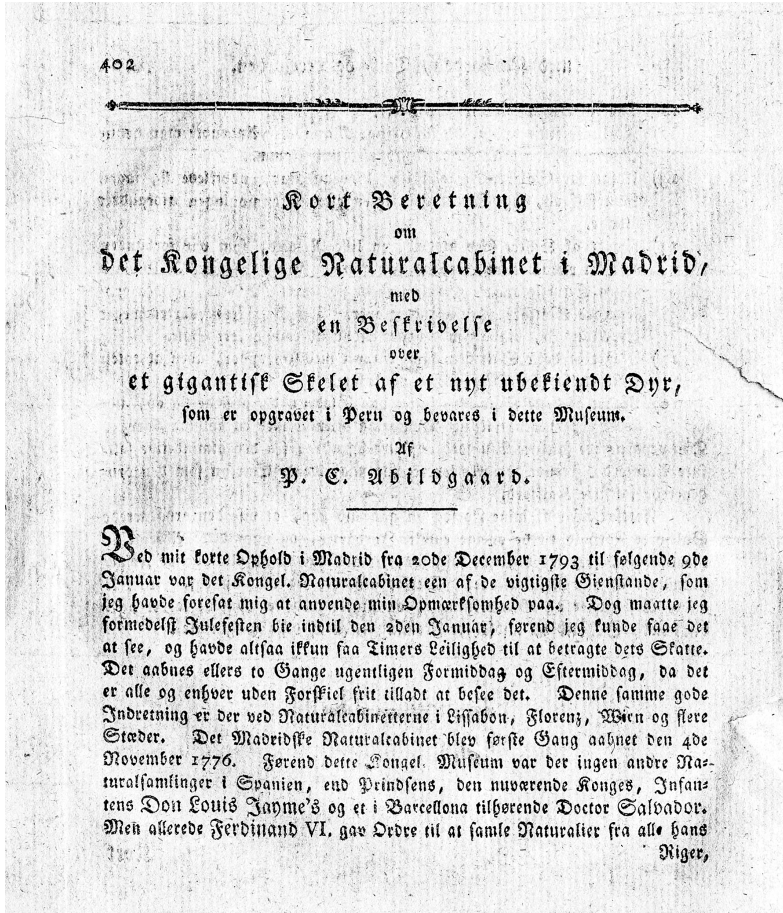 402
Kort Beretning
om
det Kongelige Naturalcabinet i Madrid,
med
en Beskrivelse
over
et gigantisk Skelet af et nyt ubekiendt Dyr,
som er opgravet i Peru og bevares i dette Museum.
Af
P. C. Abildgaard.
Ved mit korte Ophold i Madrid fra 20de December 1793 til følgende 9de
Januar var det Kongel. Naturalcabinet een af de vigtigste Gienstande, som
jeg havde foresat mig at anvende min Opmærksomhed paa. Dog maatte jeg
formedelst Julefesten bie indtil den 2den Januar, førend jeg kunde faae det
at see, og havde altsaa ikkun faa Timers Leilighed til at betragte dets Skatte.
Det aabnes ellers to Gange ugentligen Formiddag og Eftermiddag, da det
er alle og enhver uden Forskiel frit tilladt at besee det. Denne samme gode
Indretning er der ved Naturalcabinetterne i Lissabon, Florenz, Wien og flere
Stæder. Det Madridske Naturalcabinet blev første Gang aabnet den 4de
November 1776. Førend dette Kongel. Museum var der ingen andre Na-
turalsamlinger i Spanien, end Prindsens, den nuværende Konges, Infan-
tens Don Louis Jayme's og et i Barcellona tilhørende Doctor Salvador.
Men allerede Ferdinand VI. gav Ordre til at samle Naturalier fra alle hans
Riger,